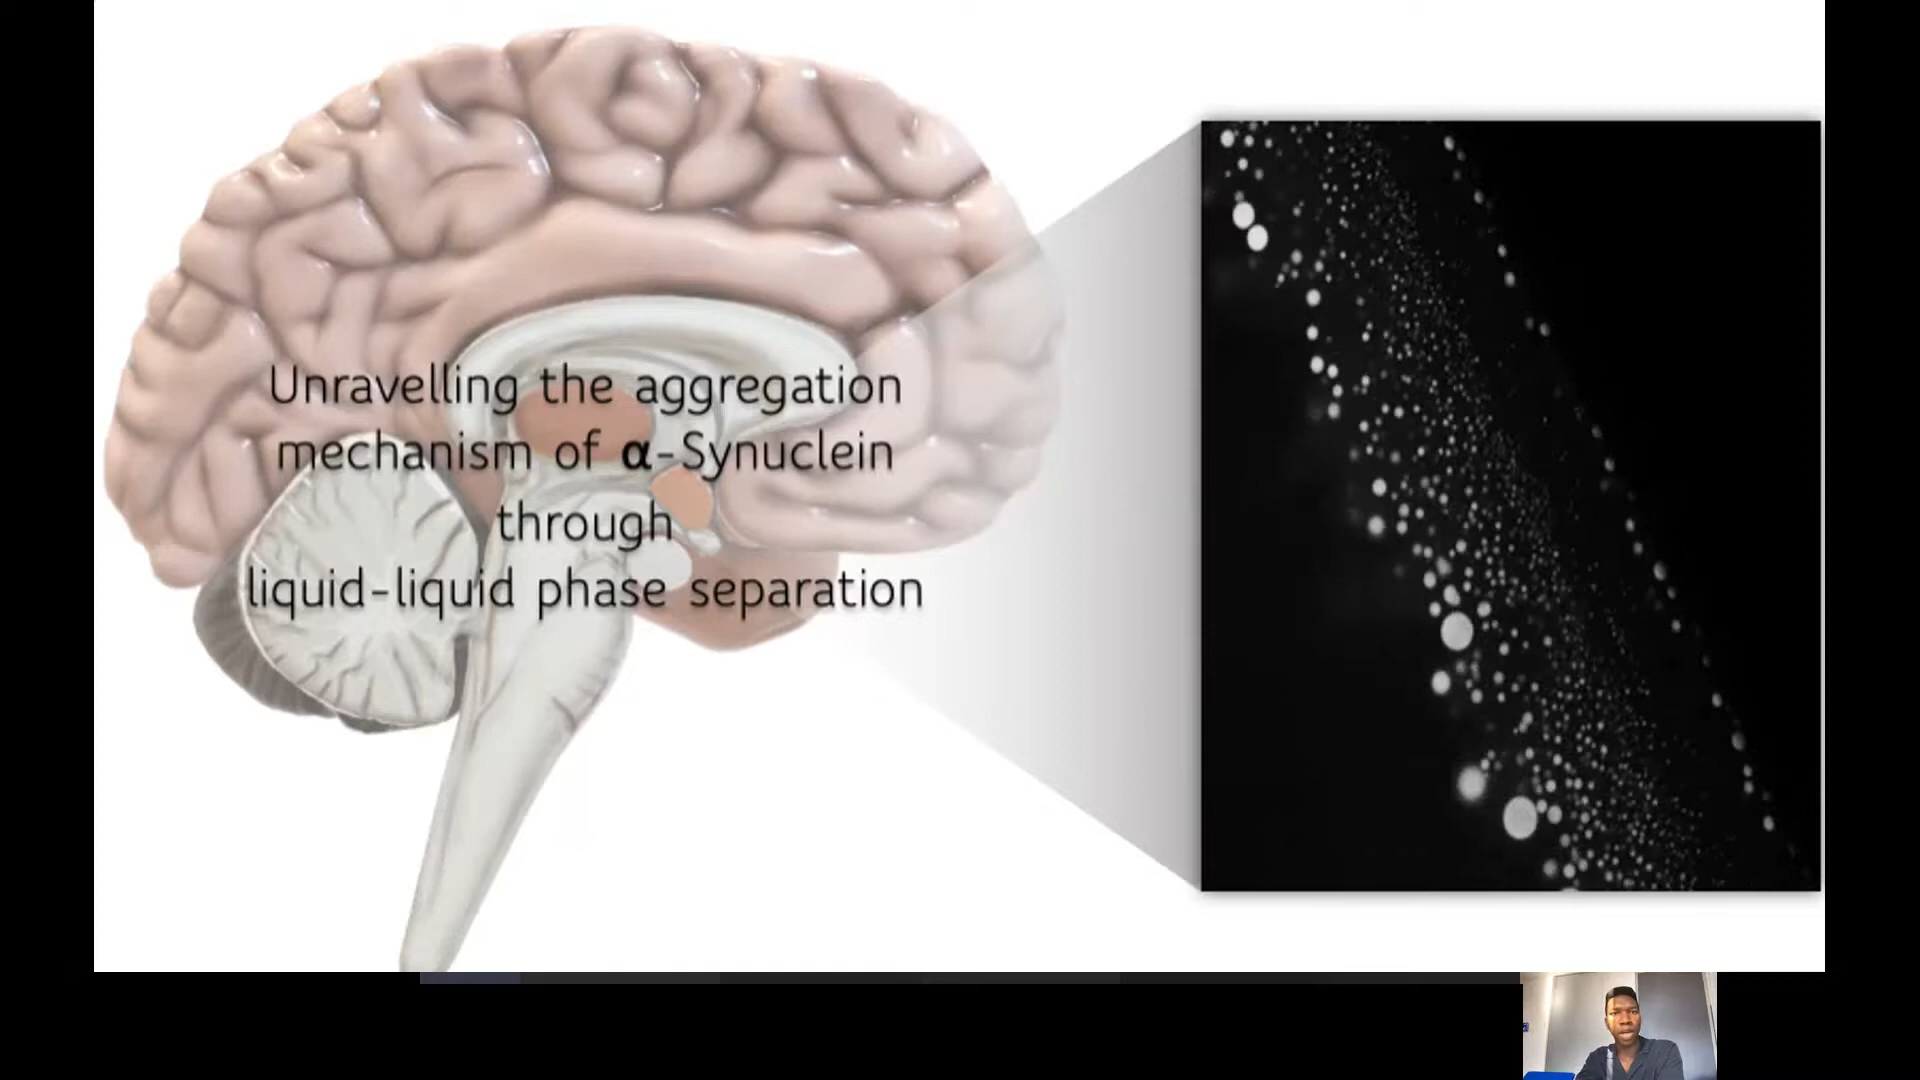 Unravelling the aggregation
mechanism of α-Synuclein
through
liquid-liquid phase separation